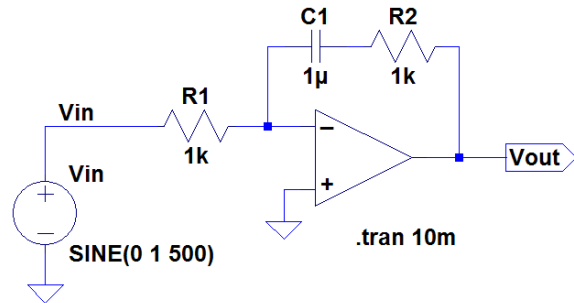 C1
1µ
R2
1k
Vin
R1
1k
Vin
SINE(0 1 500)
−
+
Vout
.tran 10m
+
−